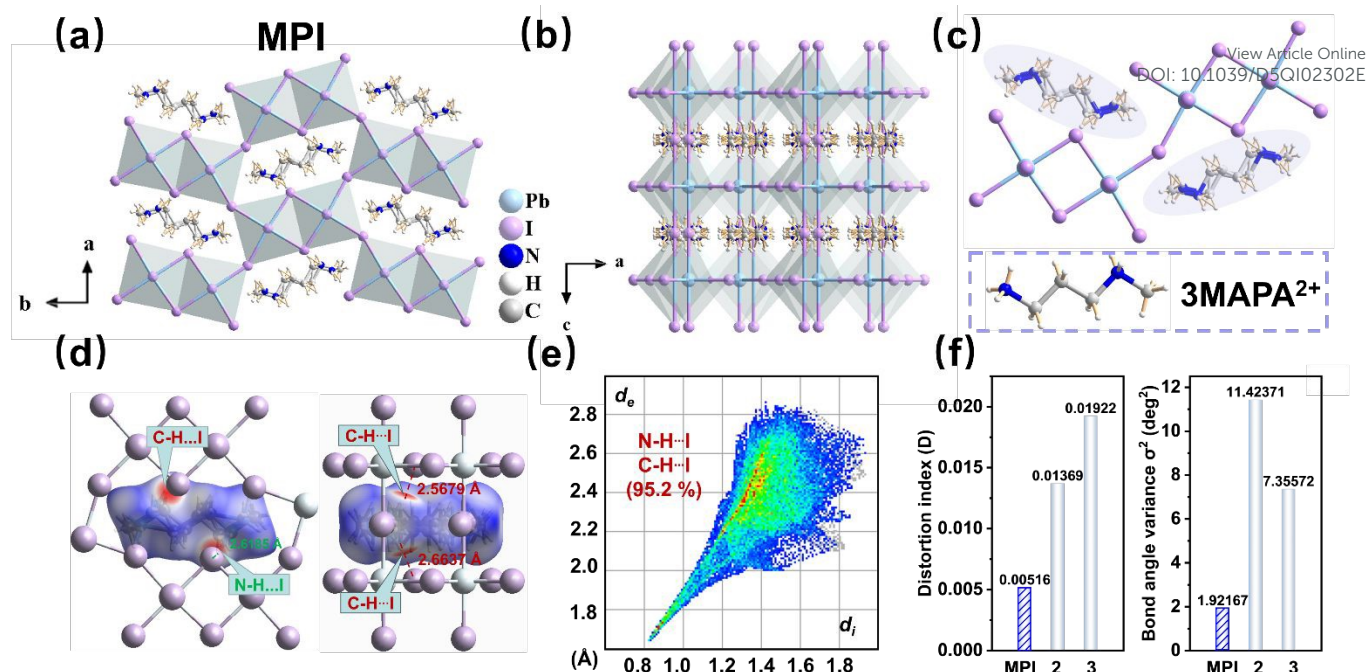 (a)
MPI
(b)
(c)
View Article Online
DOI: 10.1039/D5QI02302E
Pb
I
N
H
C
a
b
a
c
3MAPA2+
(d)
C-H...I
N-H...I
C-H···I
2.5679 Å
2.6637 Å
C-H···I
(e)
de
2.8
2.6
2.4
2.2
2.0
1.8
N-H···I
C-H···I
(95.2 %)
di
(Å)
0.8 1.0 1.2 1.4 1.6 1.8
(f)
Distortion index (D)
0.020
0.015
0.010
0.005
0.000
0.00516
0.01369
0.01922
MPI 2 3
Bond angle variance σ2 (deg2)
12
10
8
6
4
2
0
1.92167
11.42371
7.35572
MPI 2 3